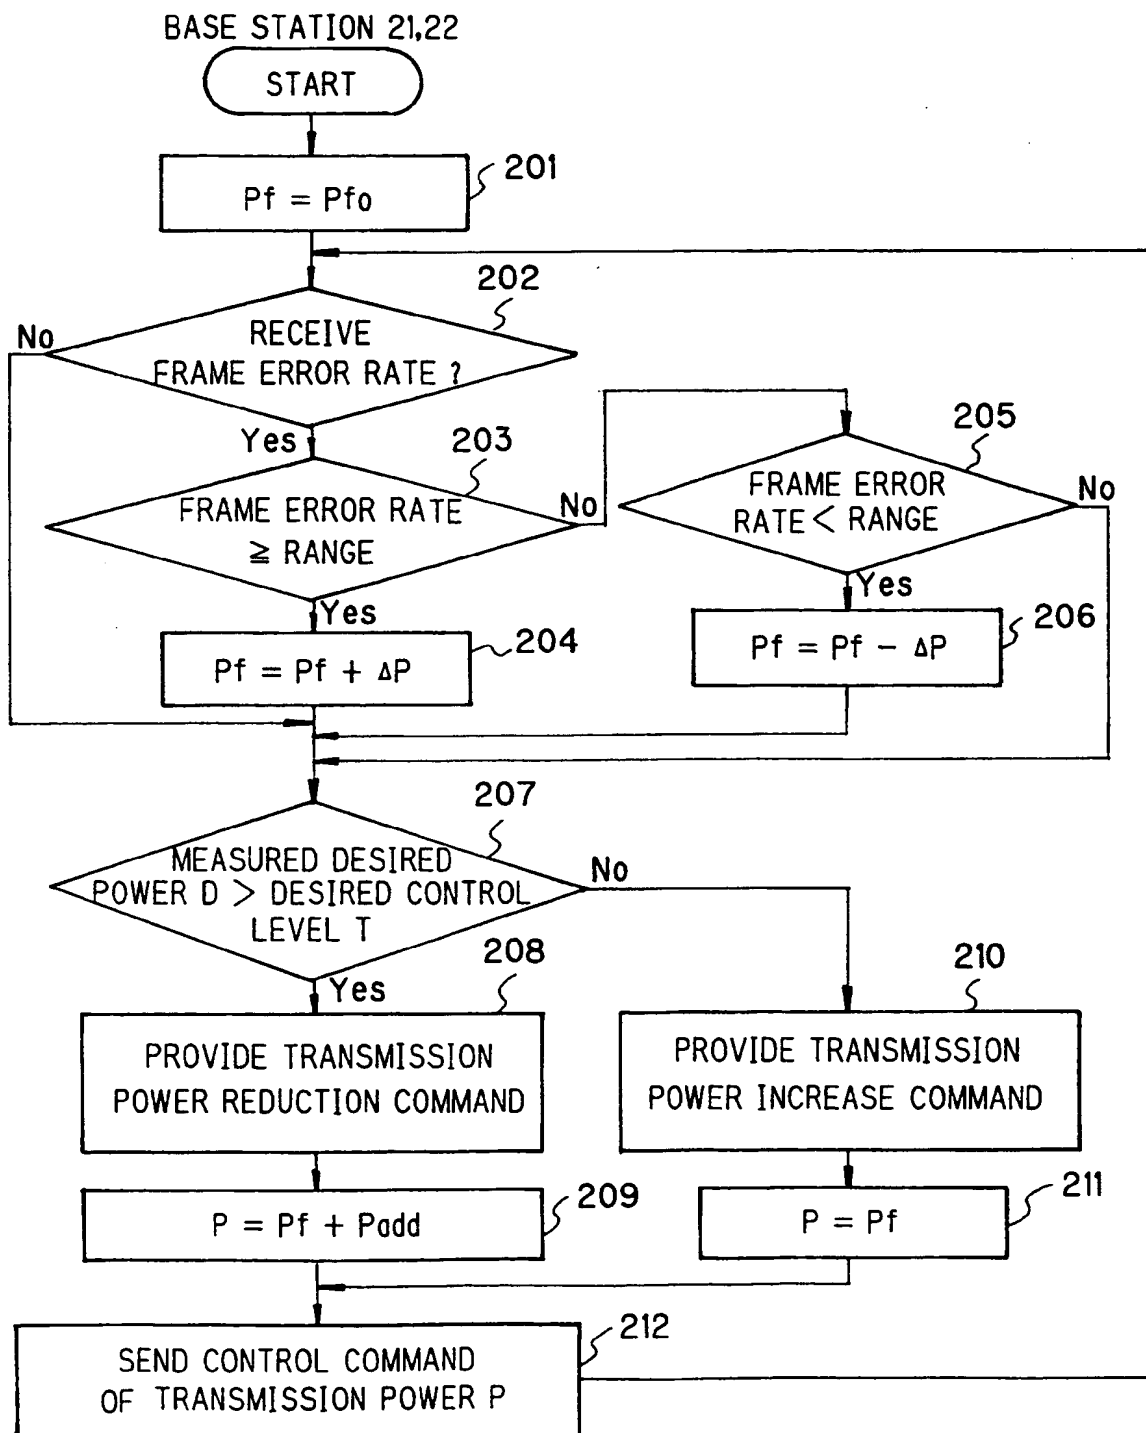 BASE STATION 21,22
START
201
Pf = Pfo
202
No
RECEIVE
FRAME ERROR RATE ?
Yes
203
FRAME ERROR RATE
≧ RANGE
No
205
FRAME ERROR
RATE < RANGE
No
Yes
Yes
204
Pf = Pf + ΔP
206
Pf = Pf − ΔP
207
MEASURED DESIRED
POWER D > DESIRED CONTROL
LEVEL T
No
Yes
208
PROVIDE TRANSMISSION
POWER REDUCTION COMMAND
210
PROVIDE TRANSMISSION
POWER INCREASE COMMAND
209
P = Pf + Padd
211
P = Pf
212
SEND CONTROL COMMAND
OF TRANSMISSION POWER P